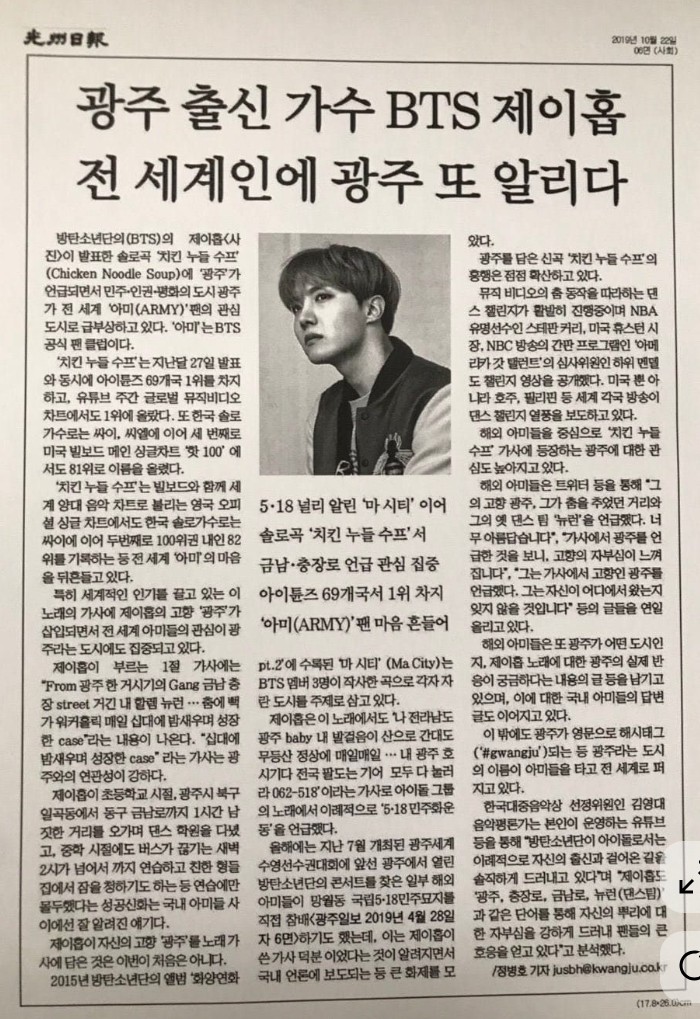 光州日報
2019년 10월 22일
06면 (사회)
광주 출신 가수 BTS 제이홉
전 세계인에 광주 또 알리다
방탄소년단의(BTS)의 제이홉<사
진>이 발표한 솔로곡 ‘치킨 누들 수프’
(Chicken Noodle Soup)에 ‘광주’가
언급되면서 민주·인권·평화의 도시 광주
가 전 세계 ‘아미(ARMY)’팬의 관심
도시로 급부상하고 있다. ‘아미’는 BTS
공식 팬 클럽이다.
‘치킨 누들 수프’는 지난달 27일 발표
와 동시에 아이튠즈 69개국 1위를 차지
하고, 유튜브 주간 글로벌 뮤직비디오
차트에서도 1위에 올랐다. 또 한국 솔로
가수로는 싸이, 씨엘에 이어 세 번째로
미국 빌보드 메인 싱글차트 ‘핫 100’ 에
서도 81위로 이름을 올렸다.
‘치킨 누들 수프’는 빌보드와 함께 세
계 양대 음악 차트로 불리는 영국 오피
셜 싱글 차트에서도 한국 솔로가수로는
싸이에 이어 두번째로 100위권 내인 82
위를 기록하는 등 전 세계 ‘아미’의 마음
을 뒤흔들고 있다.
특히 세계적인 인기를 끌고 있는 이
노래의 가사에 제이홉의 고향 ‘광주’가
삽입되면서 전 세계 아미들의 관심이 광
주라는 도시에도 집중되고 있다.
제이홉이 부르는 1절 가사에는
“From 광주 한 거시기의 Gang 금남 충
장 street 거긴 내 할렘 뉴런 … 춤에 빡
가 워커홀릭 매일 십대에 밤새우며 성장
한 case”라는 내용이 나온다. “십대에
밤새우며 성장한 case” 라는 가사는 광
주와의 연관성이 강하다.
제이홉이 초등학교 시절, 광주시 북구
일곡동에서 동구 금남로까지 1시간 남
짓한 거리를 오가며 댄스 학원을 다녔
고, 중학 시절에도 버스가 끊기는 새벽
2시가 넘어서 까지 연습하고 친한 형들
집에서 잠을 청하기도 하는 등 연습에만
몰두했다는 성공신화는 국내 아미들 사
이에선 잘 알려진 얘기다.
제이홉이 자신의 고향 ‘광주’를 노래 가
사에 담은 것은 이번이 처음은 아니다.
2015년 방탄소년단의 앨범 ‘화양연화
5·18 널리 알린 ‘마 시티’ 이어
솔로곡 ‘치킨 누들 수프’서
금남·충장로 언급 관심 집중
아이튠즈 69개국서 1위 차지
‘아미(ARMY)’팬 마음 흔들어
pt.2’에 수록된 ‘마 시티’ (Ma City)는
BTS 멤버 3명이 작사한 곡으로 각자 자
란 도시를 주제로 삼고 있다.
제이홉은 이 노래에서도 ‘나 전라남도
광주 baby 내 발걸음이 산으로 간대도
무등산 정상에 매일매일 … 내 광주 호
시기다 전국 팔도는 기어 모두 다 눌러
라 062-518’이라는 가사로 아이돌 그룹
의 노래에서 이례적으로 ‘5·18 민주화운
동’을 언급했다.
올해에는 지난 7월 개최된 광주세계
수영선수권대회에 앞선 광주에서 열린
방탄소년단의 콘서트를 찾은 일부 해외
아미들이 망월동 국립5·18민주묘지를
직접 참배<광주일보 2019년 4월 28일
자 6면>하기도 했는데, 이는 제이홉이
쓴 가사 덕분 이었다는 것이 알려지면서
국내 언론에 보도되는 등 큰 화제를 모
았다.
광주를 담은 신곡 ‘치킨 누들 수프’의
흥행은 점점 확산하고 있다.
뮤직 비디오의 춤 동작을 따라하는 댄
스 챌린지가 활발히 진행중이며 NBA
유명선수인 스테판 커리, 미국 휴스턴 시
장, NBC 방송의 간판 프로그램인 ‘아메
리카 갓 탤런트’의 심사위원인 하위 멘델
도 챌린지 영상을 공개했다. 미국 뿐 아
니라 호주, 필리핀 등 세계 각국 방송이
댄스 챌린지 열풍을 보도하고 있다.
해외 아미들을 중심으로 ‘치킨 누들
수프’ 가사에 등장하는 광주에 대한 관
심도 높아지고 있다.
해외 아미들은 트위터 등을 통해 “그
의 고향 광주, 그가 춤을 추었던 거리와
그의 옛 댄스 팀 ‘뉴런’을 언급했다. 너
무 아름답습니다”, “가사에서 광주를 언
급한 것을 보니, 고향의 자부심이 느껴
집니다”, “그는 가사에서 고향인 광주를
언급했다. 그는 자신이 어디에서 왔는지
잊지 않을 것입니다” 등의 글들을 연일
올리고 있다.
해외 아미들은 또 광주가 어떤 도시인
지, 제이홉 노래에 대한 광주의 실제 반
응이 궁금하다는 내용의 글 등을 남기고
있으며, 이에 대한 국내 아미들의 답변
글도 이어지고 있다.
이 밖에도 광주가 영문으로 해시태그
(‘#gwangju’)되는 등 광주라는 도시
의 이름이 아미들을 타고 전 세계로 퍼
지고 있다.
한국대중음악상 선정위원인 김영대
음악평론가는 본인이 운영하는 유튜브
등을 통해 “방탄소년단이 아이돌로서는
이례적으로 자신의 출신과 걸어온 길을
솔직하게 드러내고 있다”며 “제이홉도
‘광주, 충장로, 금남로, 뉴런(댄스팀)’
과 같은 단어를 통해 자신의 뿌리에 대
한 자부심을 강하게 드러낸 팬들의 큰
호응을 얻고 있다”고 분석했다.
/정병호 기자 jusbh@kwangju.co.kr
(17.8×26.0)cm